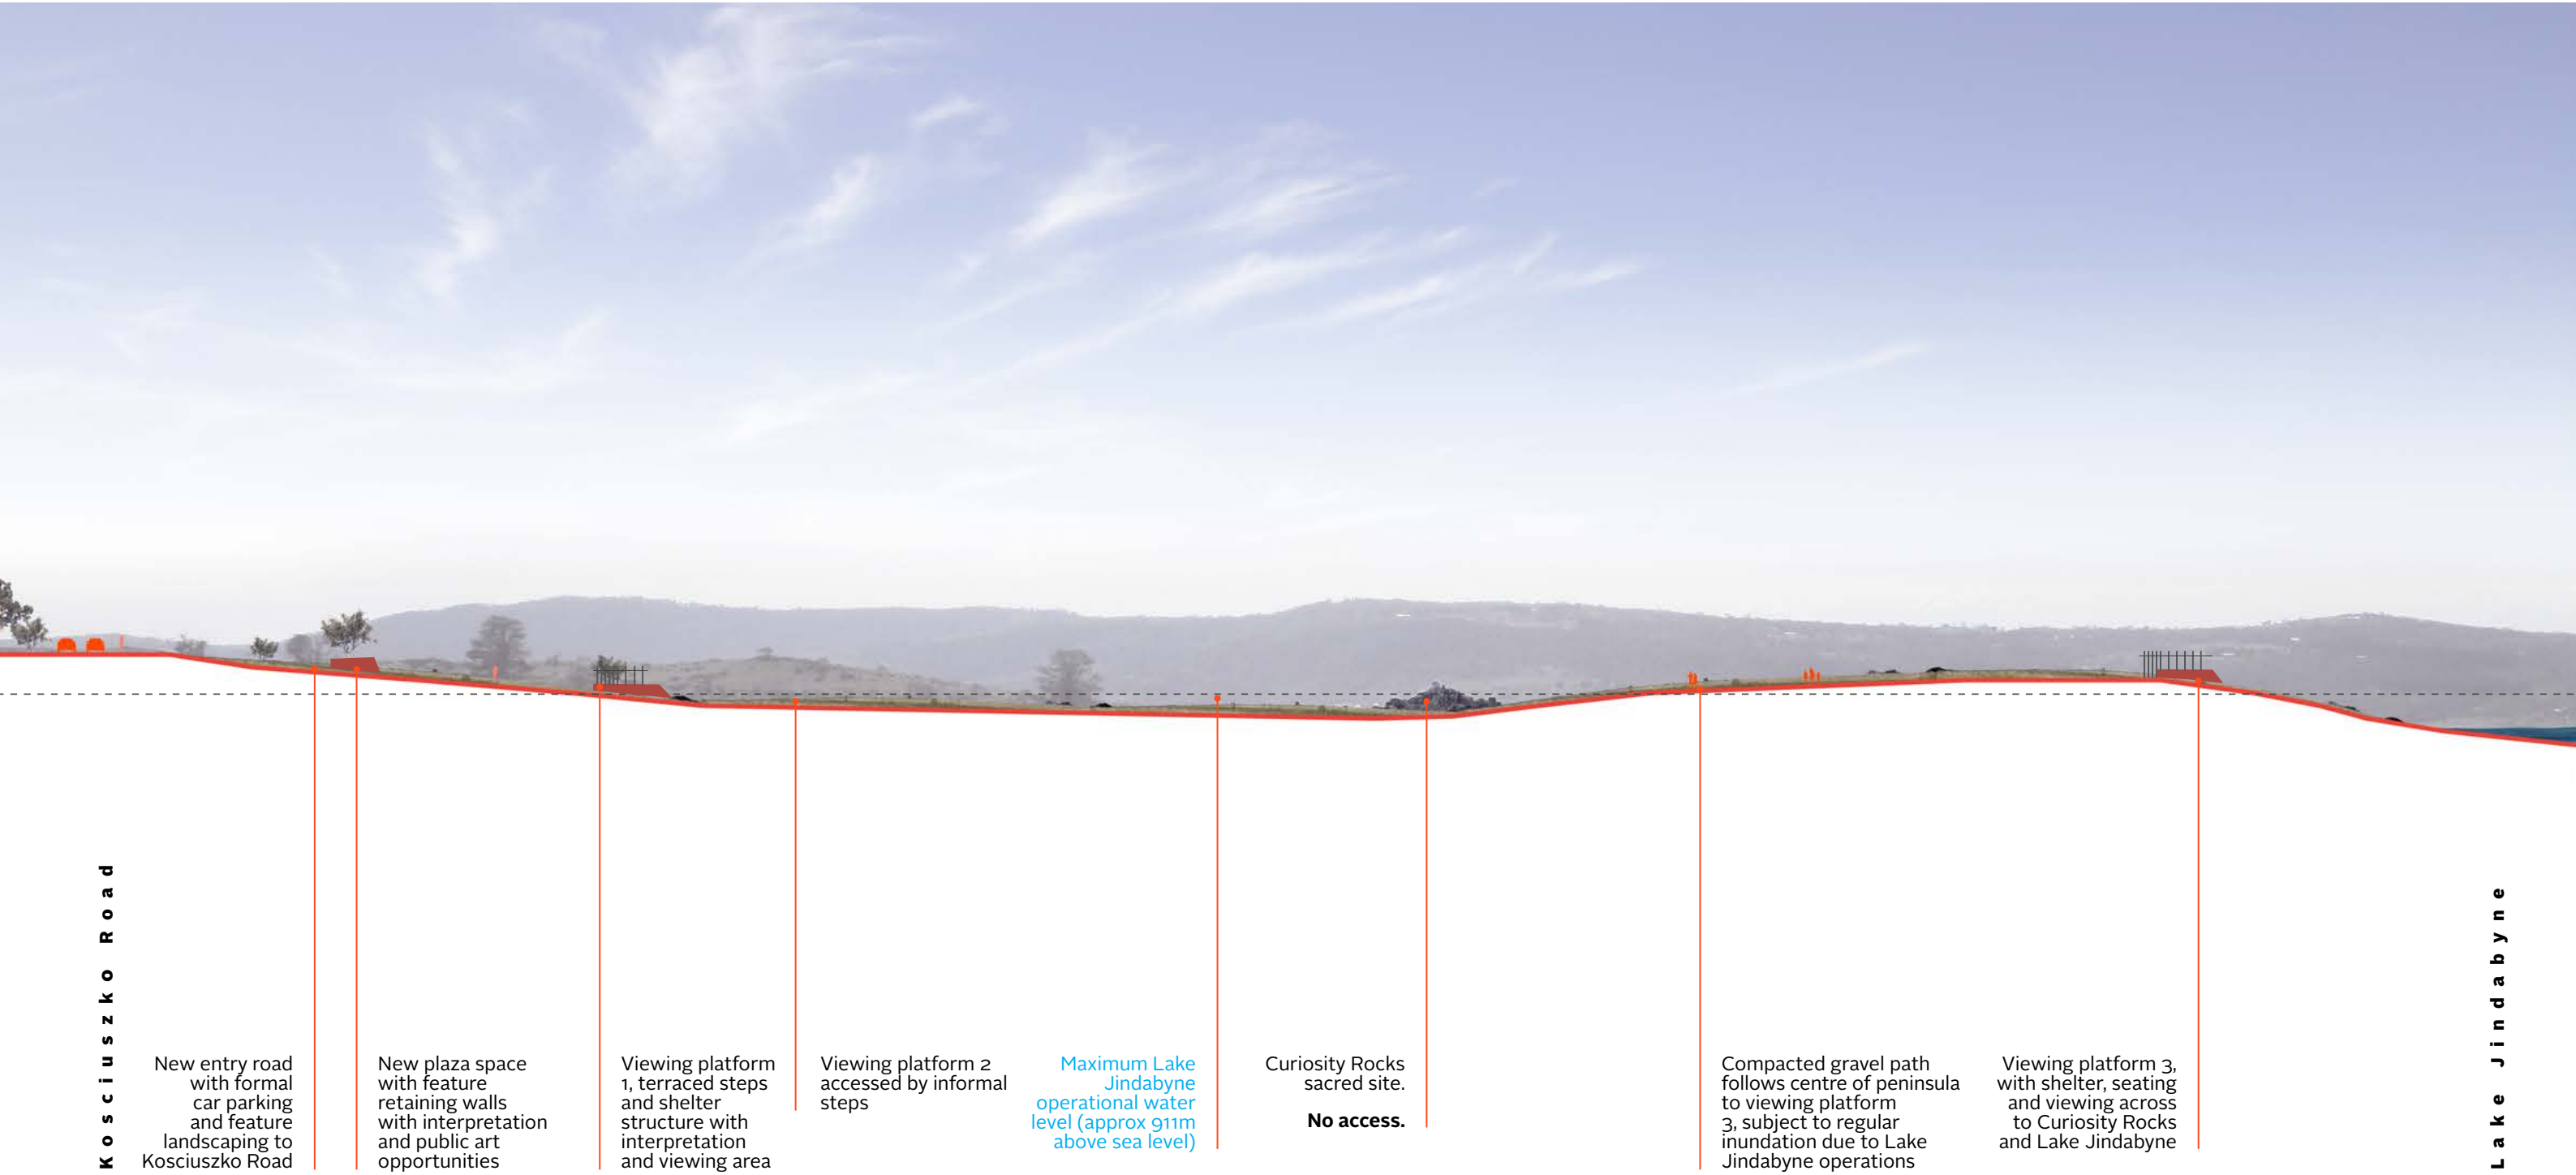 Kosciuszko Road
New entry road
with formal
car parking
and feature
landscaping to
Kosciuszko Road
New plaza space
with feature
retaining walls
with interpretation
and public art
opportunities
Viewing platform
1, terraced steps
and shelter
structure with
interpretation
and viewing area
Viewing platform 2
accessed by informal
steps
Maximum Lake
Jindabyne
operational water
level (approx 911m
above sea level)
Curiosity Rocks
sacred site.
No access.
Compacted gravel path
follows centre of peninsula
to viewing platform
3, subject to regular
inundation due to Lake
Jindabyne operations
Viewing platform 3,
with shelter, seating
and viewing across
to Curiosity Rocks
and Lake Jindabyne
Lake Jindabyne